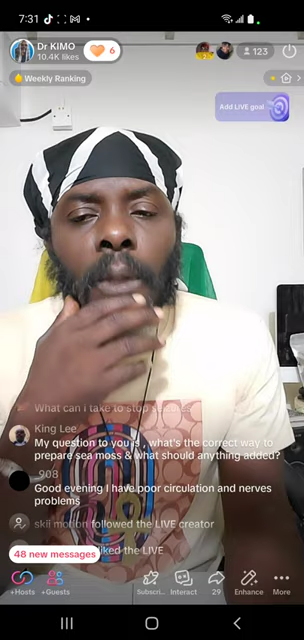 7:31
Dr KIMO
10.4K likes
6
123
Weekly Ranking
Add LIVE goal
What can I take to stop seizures
King Lee
My question to you is , what's the correct way to
prepare sea moss & what should anything added?
908
Good evening I have poor circulation and nerves
problems
skii motion followed the LIVE creator
48 new messages
liked the LIVE
+Hosts
+Guests
Subscri...
Interact
29
Enhance
More